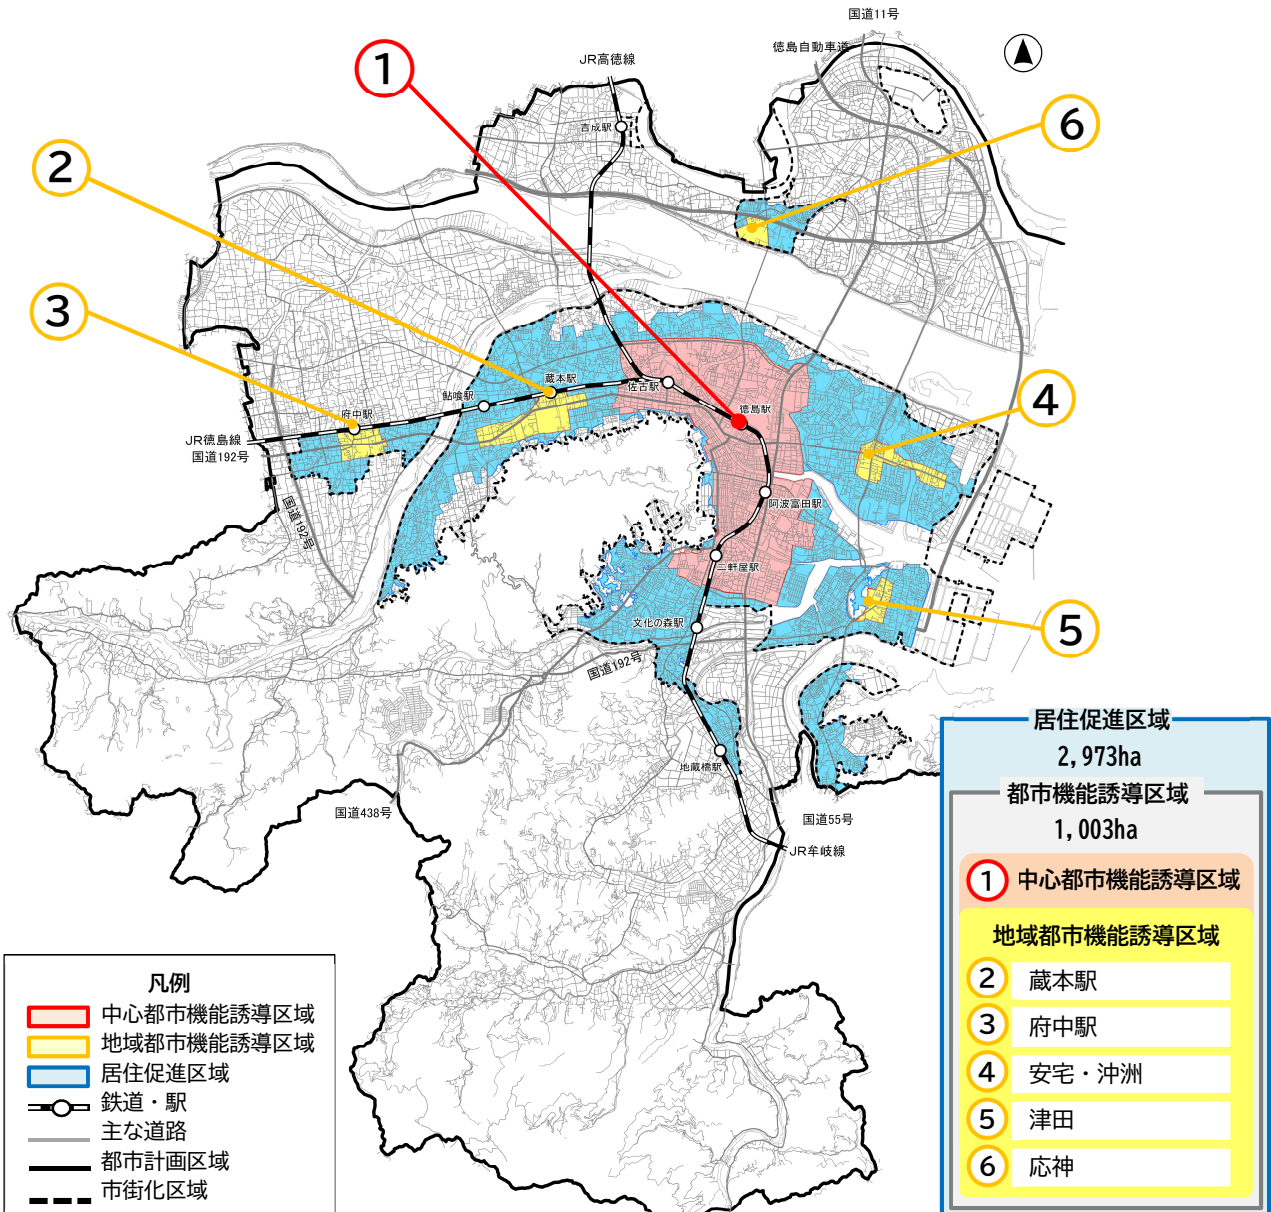 国道11号
徳島自動車道
JR高徳線
①
吉成駅
⑥
②
③
蔵本駅
佐古駅
鮎喰駅
徳島駅
④
府中駅
JR徳島線
国道192号
国道192号
阿波富田駅
二軒屋駅
文化の森駅
⑤
国道192号
地蔵橋駅
国道438号
国道55号
JR牟岐線
居住促進区域
2,973ha
都市機能誘導区域
1,003ha
① 中心都市機能誘導区域
地域都市機能誘導区域
② 蔵本駅
③ 府中駅
④ 安宅・沖洲
⑤ 津田
⑥ 応神
凡例
中心都市機能誘導区域
地域都市機能誘導区域
居住促進区域
鉄道・駅
主な道路
都市計画区域
市街化区域